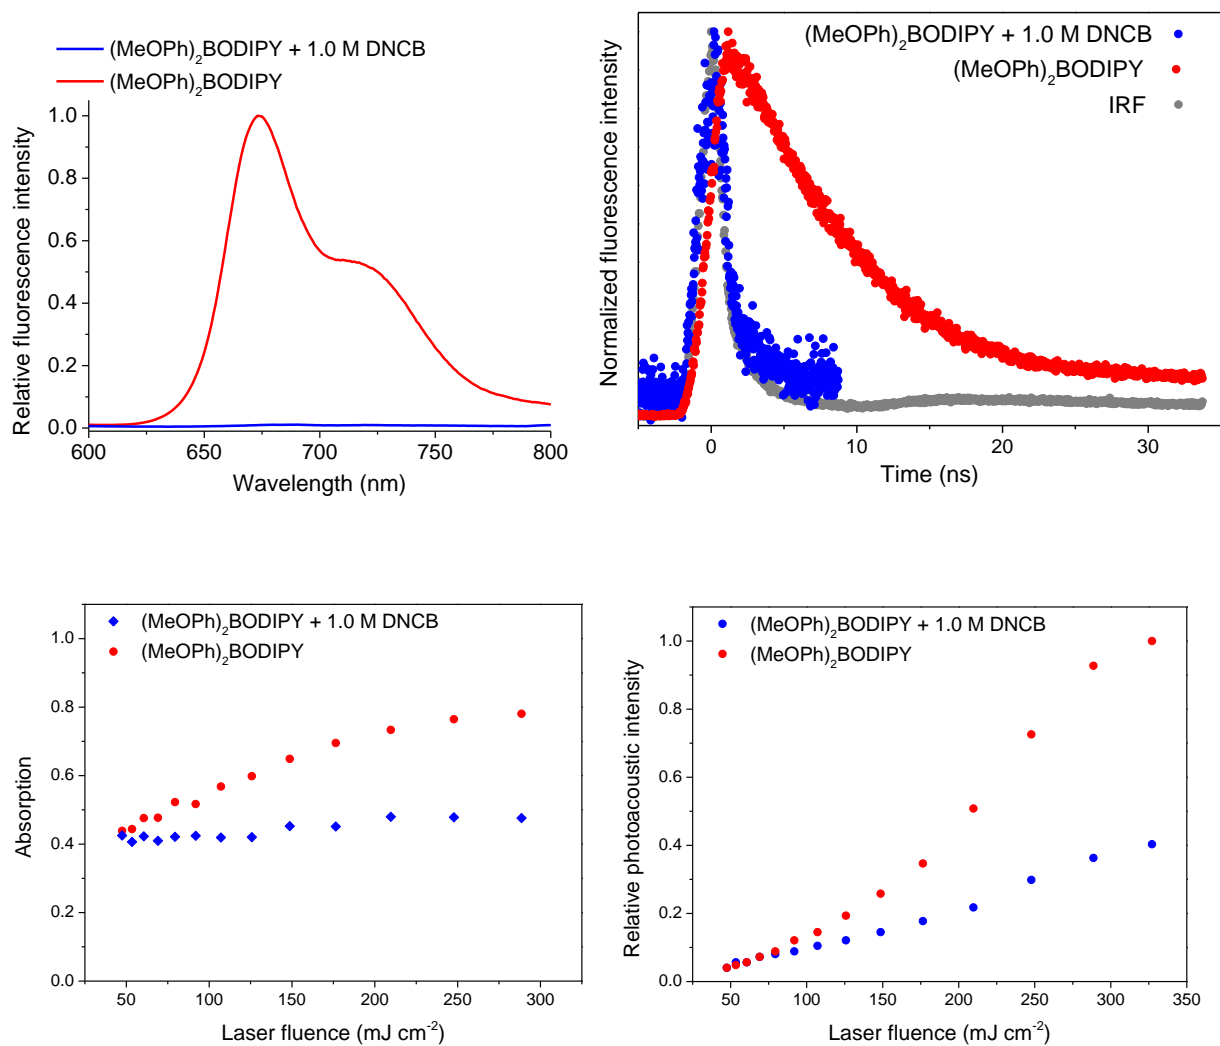 (MeOPh)₂BODIPY + 1.0 M DNCB
(MeOPh)₂BODIPY
Relative fluorescence intensity
1.0
0.8
0.6
0.4
0.2
0.0
600 650 700 750 800
Wavelength (nm)
(MeOPh)₂BODIPY + 1.0 M DNCB
(MeOPh)₂BODIPY
IRF
Normalized fluorescence intensity
0 10 20 30
Time (ns)
(MeOPh)₂BODIPY + 1.0 M DNCB
(MeOPh)₂BODIPY
Absorption
1.0
0.8
0.6
0.4
0.2
0.0
50 100 150 200 250 300
Laser fluence (mJ cm⁻²)
(MeOPh)₂BODIPY + 1.0 M DNCB
(MeOPh)₂BODIPY
Relative photoacoustic intensity
1.0
0.8
0.6
0.4
0.2
0.0
50 100 150 200 250 300 350
Laser fluence (mJ cm⁻²)